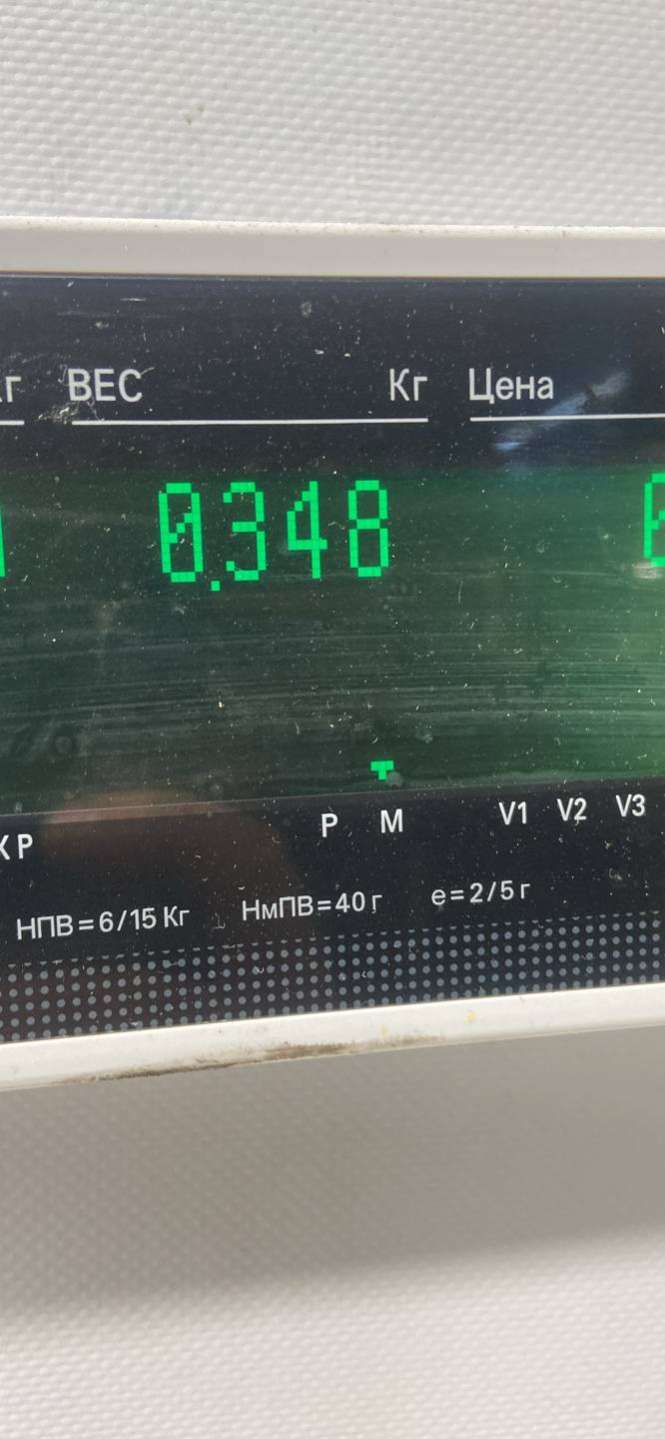 ВЕС Кг Цена
0.348
Р М V1 V2 V3
НПВ=6/15 Кг НмПВ=40 г е=2/5 г